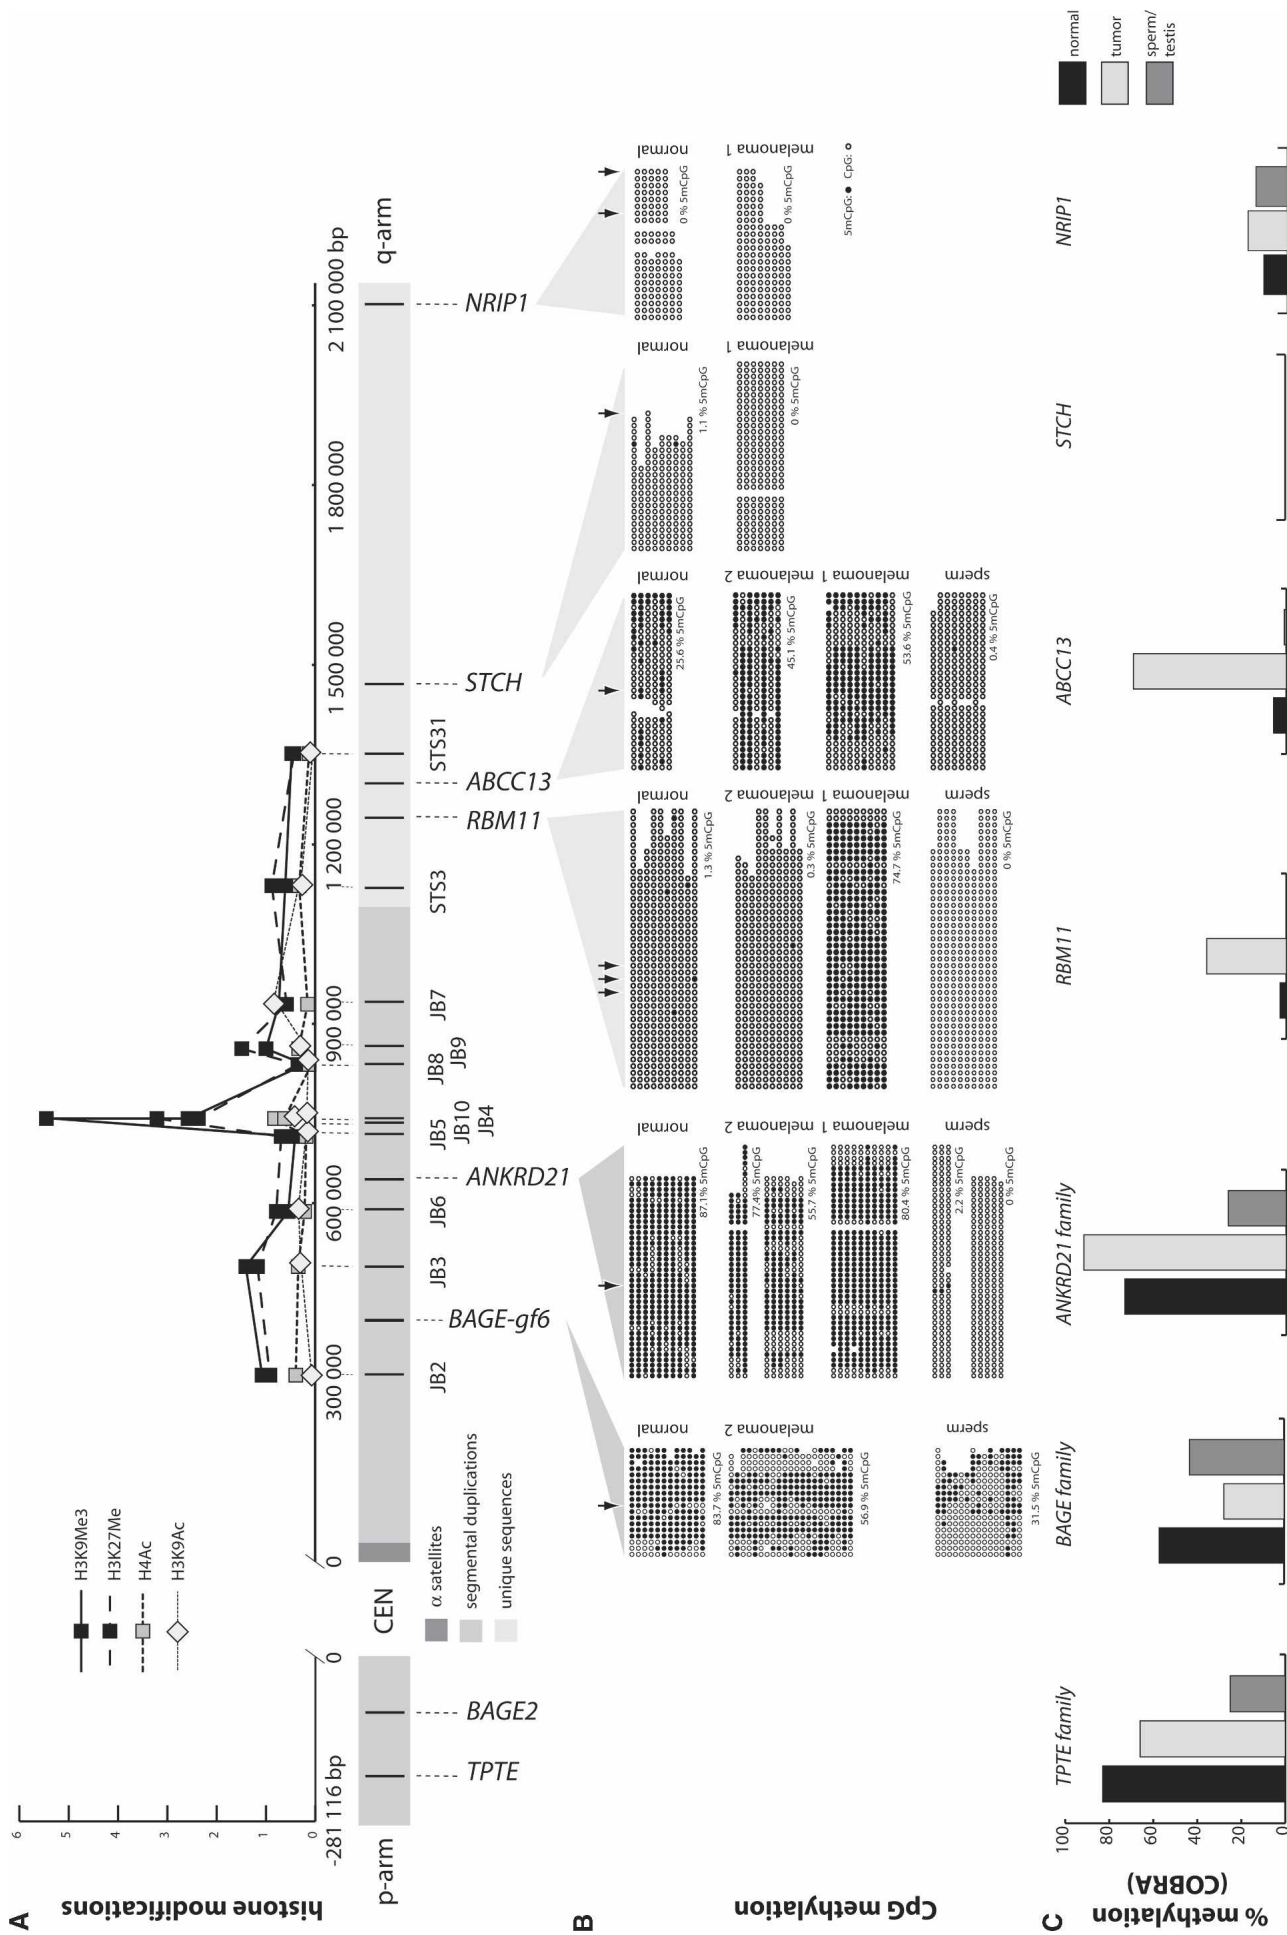 A
histone modifications
6
5
4
3
2
1
0
H3K9Me3
H3K27Me
H4Ac
H3K9Ac
-281 116 bp
0
0
300 000
600 000
900 000
1 200 000
1 500 000
1 800 000
2 100 000 bp
p-arm
CEN
q-arm
TPTE
BAGE2
JB2
BAGE-gf6
JB3
JB6
ANKRD21
JB5
JB10
JB4
JB8
JB9
JB7
STS3
RBM11
ABCC13
STS31
STCH
NRIP1
α satellites
segmental duplications
unique sequences
B
CpG methylation
normal
83.7 % 5mCpG
melanoma 2
56.9 % 5mCpG
sperm
31.5 % 5mCpG
normal
87.1% 5mCpG
melanoma 2
77.4% 5mCpG
55.7 % 5mCpG
melanoma 1
80.4 % 5mCpG
sperm
2.2 % 5mCpG
0 % 5mCpG
normal
1.3 % 5mCpG
melanoma 2
0.3 % 5mCpG
melanoma 1
74.7 % 5mCpG
sperm
0 % 5mCpG
normal
25.6 % 5mCpG
melanoma 2
45.1 % 5mCpG
melanoma 1
53.6 % 5mCpG
sperm
0.4 % 5mCpG
normal
1.1 % 5mCpG
melanoma 1
0 % 5mCpG
normal
0 % 5mCpG
melanoma 1
0 % 5mCpG
5mCpG: ● CpG: ○
C
% methylation
(COBRA)
100
80
60
40
20
0
TPTE family
BAGE family
ANKRD21 family
RBM11
ABCC13
STCH
NRIP1
normal
tumor
sperm/
testis